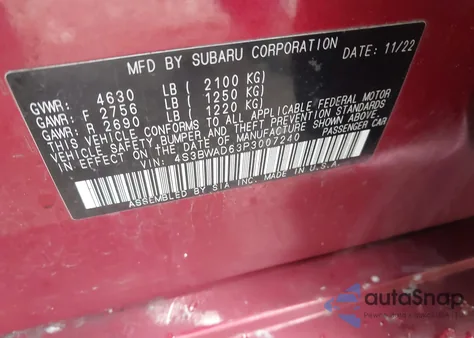 MFD BY SUBARU CORPORATION DATE: 11/22
GVWR: 4630 LB ( 2100 KG)
GAWR: F 2756 LB ( 1250 KG)
GAWR: R 2690 LB ( 1220 KG)
THIS VEHICLE CONFORMS TO ALL APPLICABLE FEDERAL MOTOR
VEHICLE SAFETY, BUMPER, AND THEFT PREVENTION STANDARDS
IN EFFECT ON THE DATE OF MANUFACTURE SHOWN ABOVE.
VIN: 4S3BWAD63P3007240 PASSENGER CAR
ASSEMBLED BY SIA INC. MADE IN U.S.A.
autoSnap